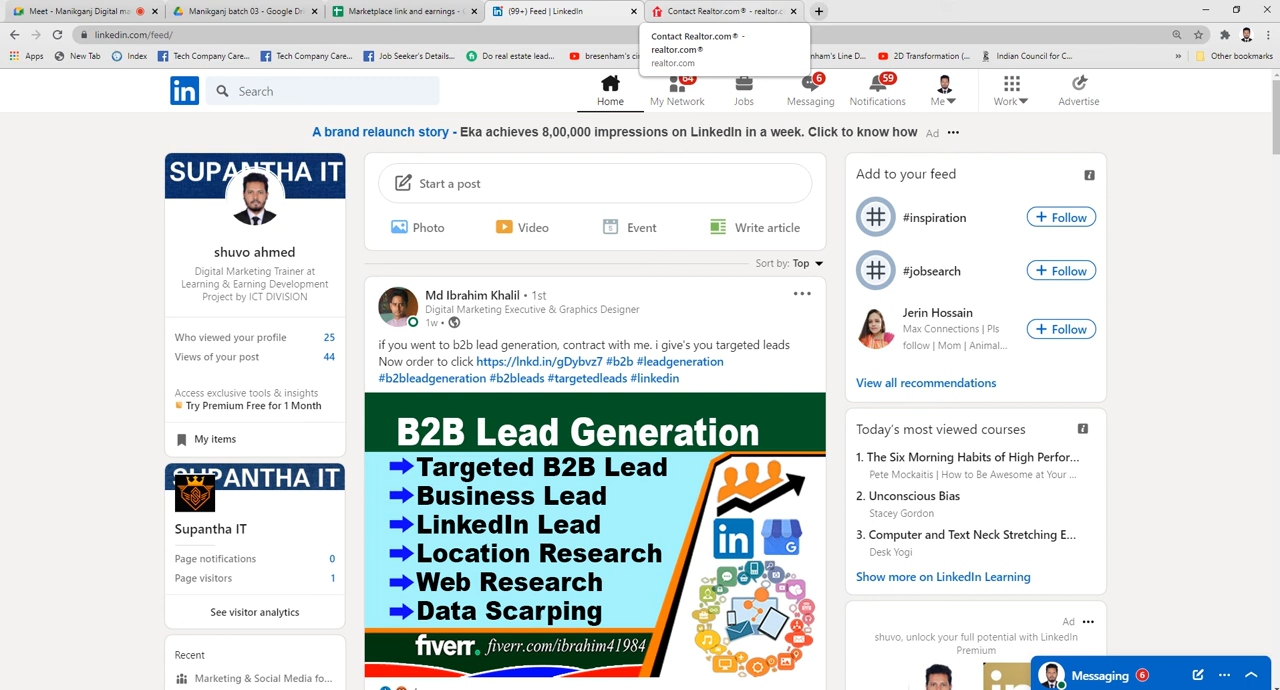 Meet - Manikganj Digital ma
Manikganj batch 03 - Google Dri
Marketplace link and earnings -
(99+) Feed | LinkedIn
Contact Realtor.com® - realtor.c
linkedin.com/feed/
Contact Realtor.com® -
realtor.com®
realtor.com
Apps
New Tab
Index
Tech Company Care...
Tech Company Care...
Job Seeker's Details...
Do real estate lead...
bresenham's cir
nham's Line D...
2D Transformation (...
Indian Council for C...
»
Other bookmarks
in
Search
Home
64
My Network
Jobs
6
Messaging
59
Notifications
Me
Work
Advertise
A brand relaunch story - Eka achieves 8,00,000 impressions on LinkedIn in a week. Click to know how Ad
SUPANTHA IT
shuvo ahmed
Digital Marketing Trainer at
Learning & Earning Development
Project by ICT DIVISION
Who viewed your profile 25
Views of your post 44
Access exclusive tools & insights
Try Premium Free for 1 Month
My items
PANTHA IT
Supantha IT
Page notifications 0
Page visitors 1
See visitor analytics
Recent
Marketing & Social Media fo...
Start a post
Photo
Video
Event
Write article
Sort by: Top
Md Ibrahim Khalil • 1st
Digital Marketing Executive & Graphics Designer
1w •
if you went to b2b lead generation, contract with me. i give's you targeted leads
Now order to click https://lnkd.in/gDybvz7 #b2b #leadgeneration
#b2bleadgeneration #b2bleads #targetedleads #linkedin
B2B Lead Generation
Targeted B2B Lead
Business Lead
LinkedIn Lead
Location Research
Web Research
Data Scarping
in
G
fiverr. fiverr.com/ibrahim41984
Add to your feed
#inspiration
+ Follow
#jobsearch
+ Follow
Jerin Hossain
Max Connections | Pls
follow | Mom | Animal...
+ Follow
View all recommendations
Today's most viewed courses
1. The Six Morning Habits of High Perfor...
Pete Mockaitis | How to Be Awesome at Your ...
2. Unconscious Bias
Stacey Gordon
3. Computer and Text Neck Stretching E...
Desk Yogi
Show more on LinkedIn Learning
Ad
shuvo, unlock your full potential with LinkedIn
Premium
in
Messaging 6